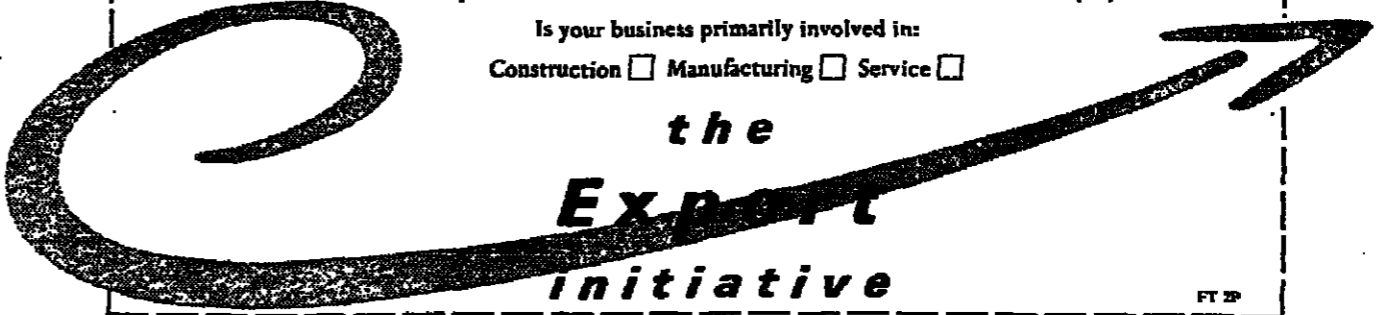 Is your business primarily involved in:
Construction Manufacturing Service
the
Export
initiative
FT 2P